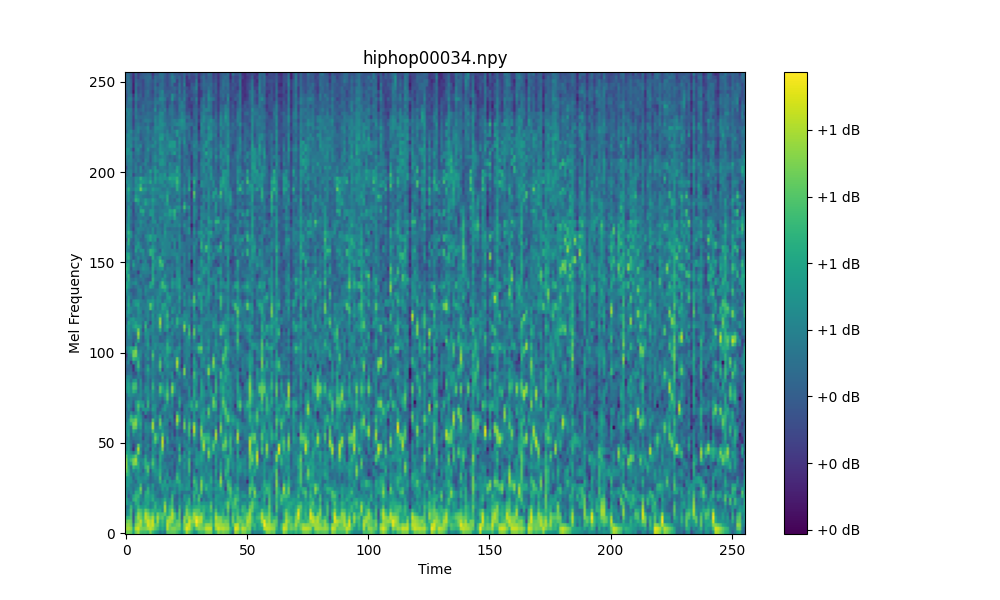 hiphop00034.npy
250
200
150
100
50
0
Mel Frequency
0 50 100 150 200 250
Time
+1 dB
+1 dB
+1 dB
+1 dB
+0 dB
+0 dB
+0 dB